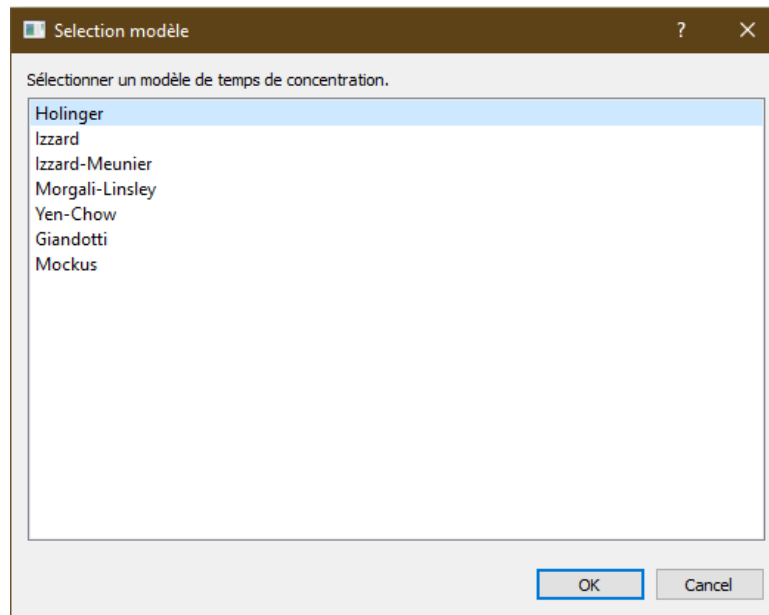 Selection modèle
?
Sélectionner un modèle de temps de concentration.
Holinger
Izzard
Izzard-Meunier
Morgali-Linsley
Yen-Chow
Giandotti
Mockus
OK Cancel